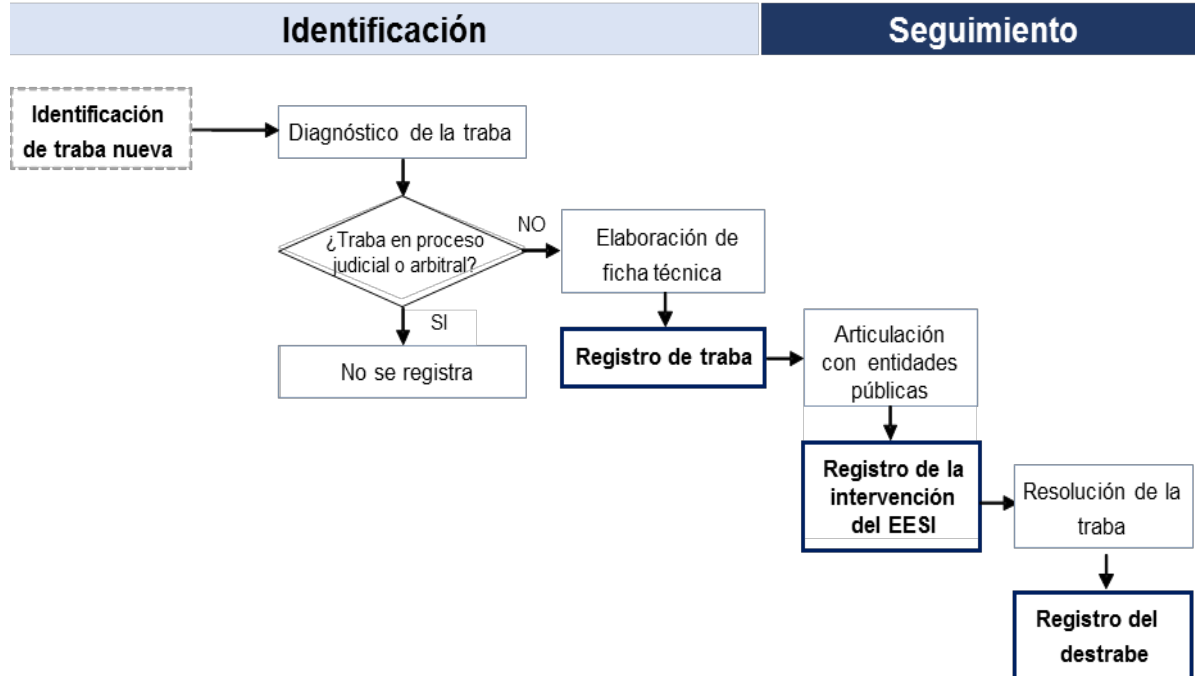 Identificación
Seguimiento
Identificación
de traba nueva
Diagnóstico de la traba
¿Traba en proceso
judicial o arbitral?
NO
SI
No se registra
Elaboración de
ficha técnica
Registro de traba
Articulación
con entidades
públicas
Registro de la
intervención
del EESI
Resolución de la
traba
Registro del
destrabe